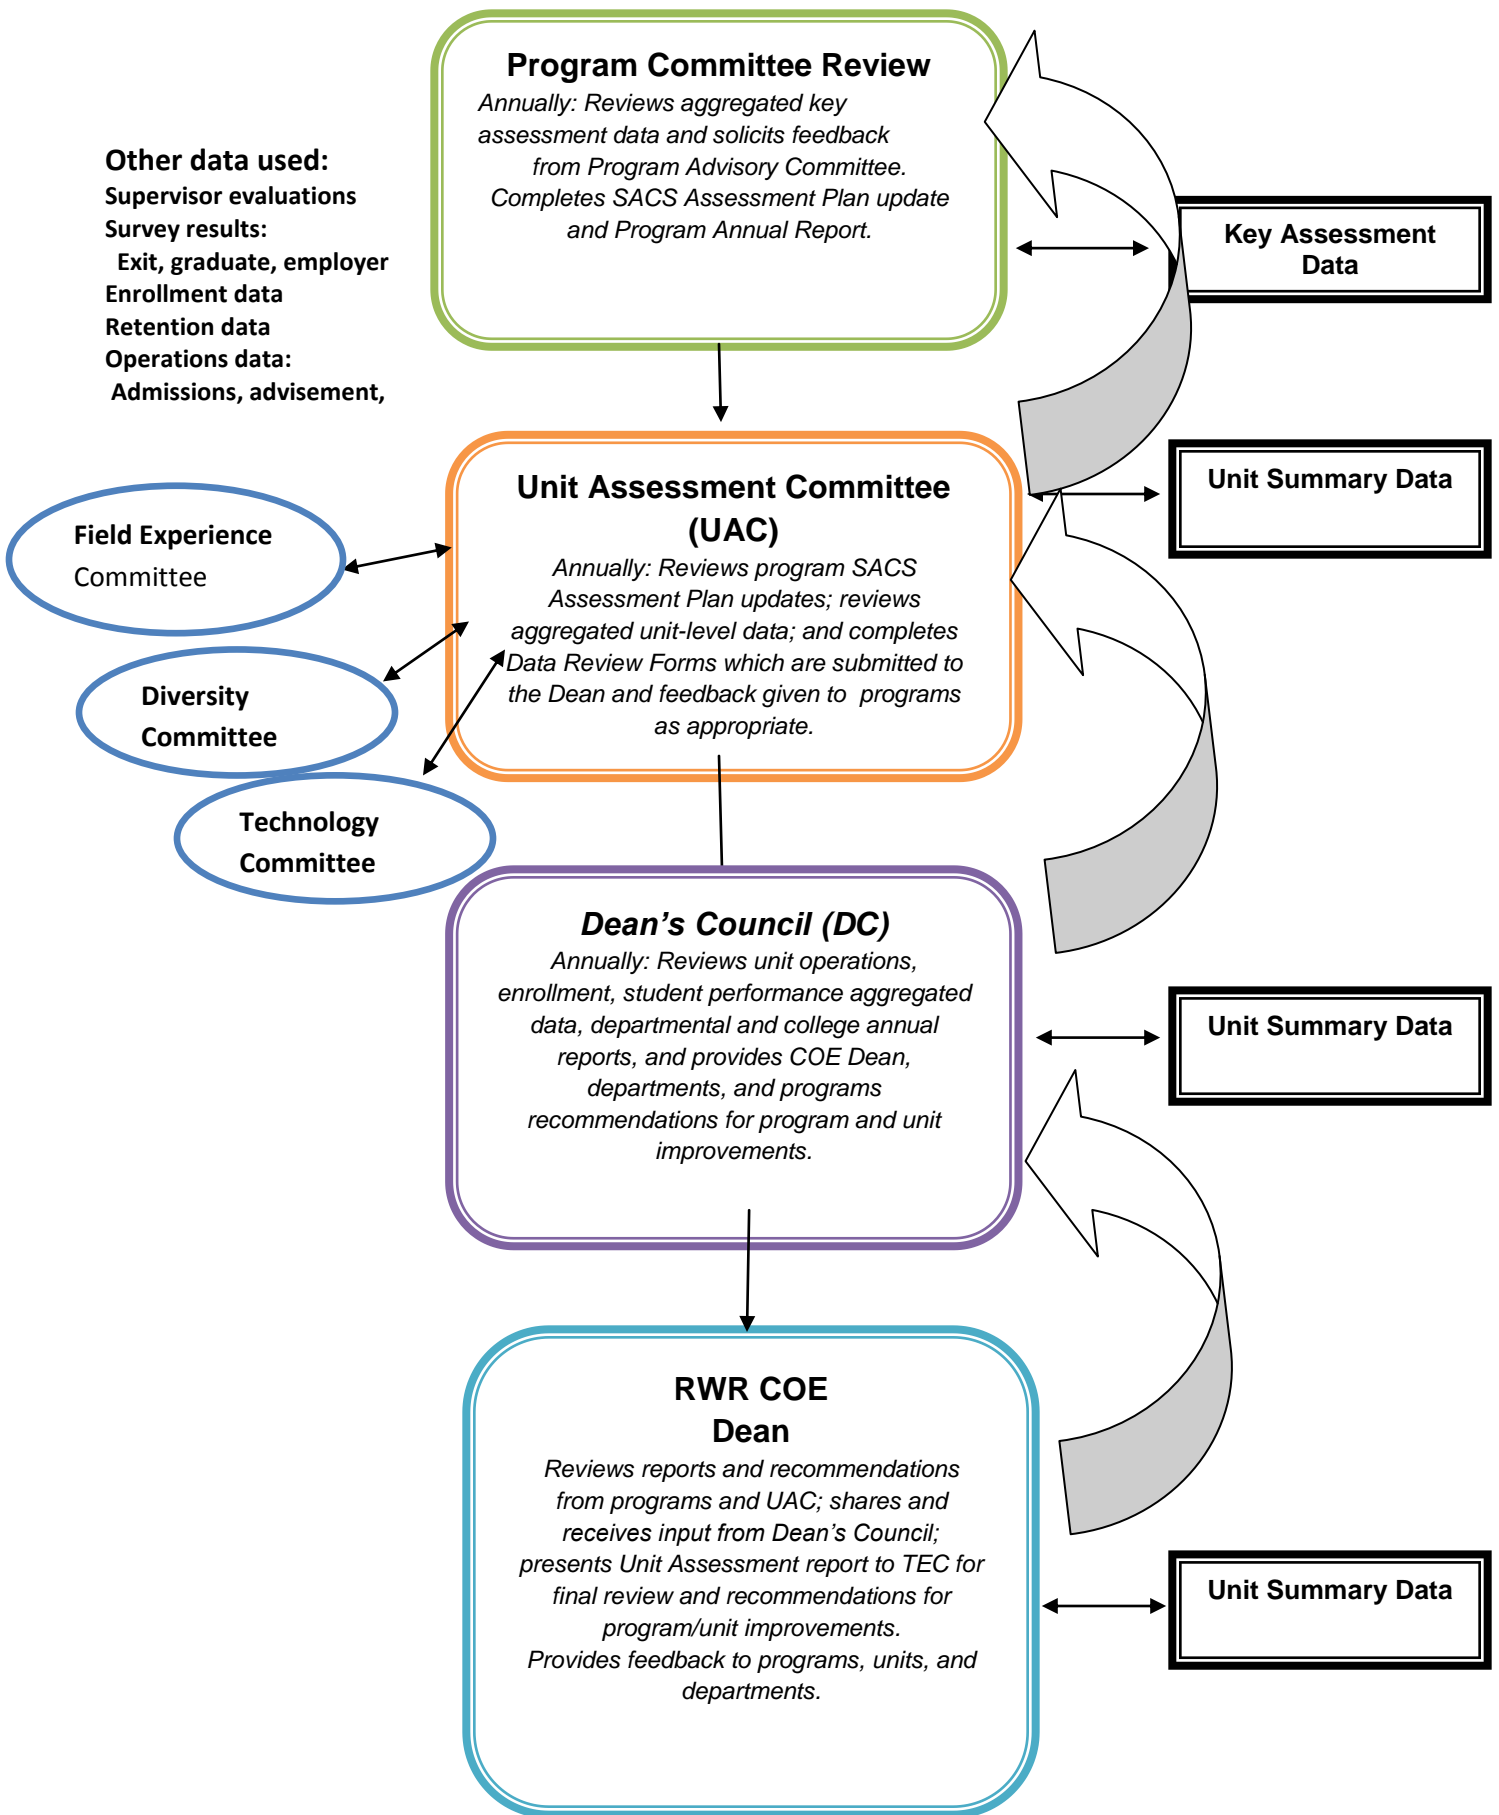 Program Committee Review
Annually: Reviews aggregated key
assessment data and solicits feedback
from Program Advisory Committee.
Completes SACS Assessment Plan update
and Program Annual Report.
Other data used:
Supervisor evaluations
Survey results:
Exit, graduate, employer
Enrollment data
Retention data
Operations data:
Admissions, advisement,
Key Assessment
Data
Unit Assessment Committee
(UAC)
Annually: Reviews program SACS
Assessment Plan updates; reviews
aggregated unit-level data; and completes
Data Review Forms which are submitted to
the Dean and feedback given to programs
as appropriate.
Unit Summary Data
Field Experience
Committee
Diversity
Committee
Technology
Committee
Dean’s Council (DC)
Annually: Reviews unit operations,
enrollment, student performance aggregated
data, departmental and college annual
reports, and provides COE Dean,
departments, and programs
recommendations for program and unit
improvements.
Unit Summary Data
RWR COE
Dean
Reviews reports and recommendations
from programs and UAC; shares and
receives input from Dean’s Council;
presents Unit Assessment report to TEC for
final review and recommendations for
program/unit improvements.
Provides feedback to programs, units, and
departments.
Unit Summary Data